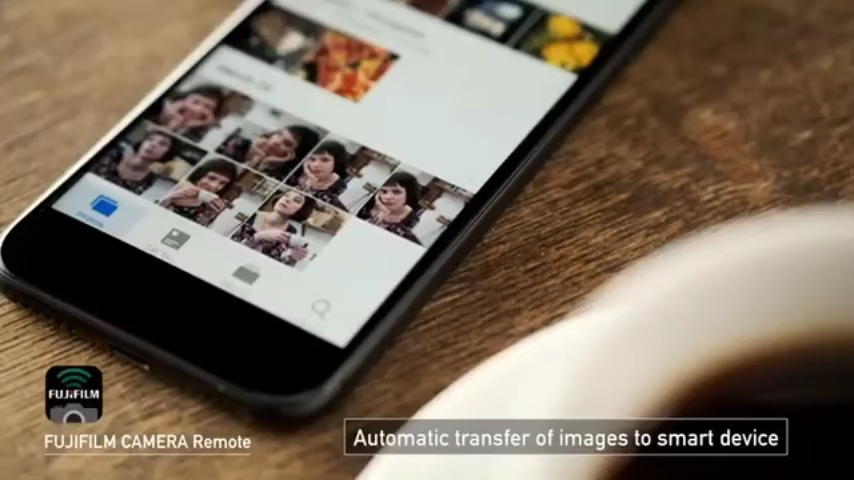 FUJIFILM
FUJIFILM CAMERA Remote
Automatic transfer of images to smart device